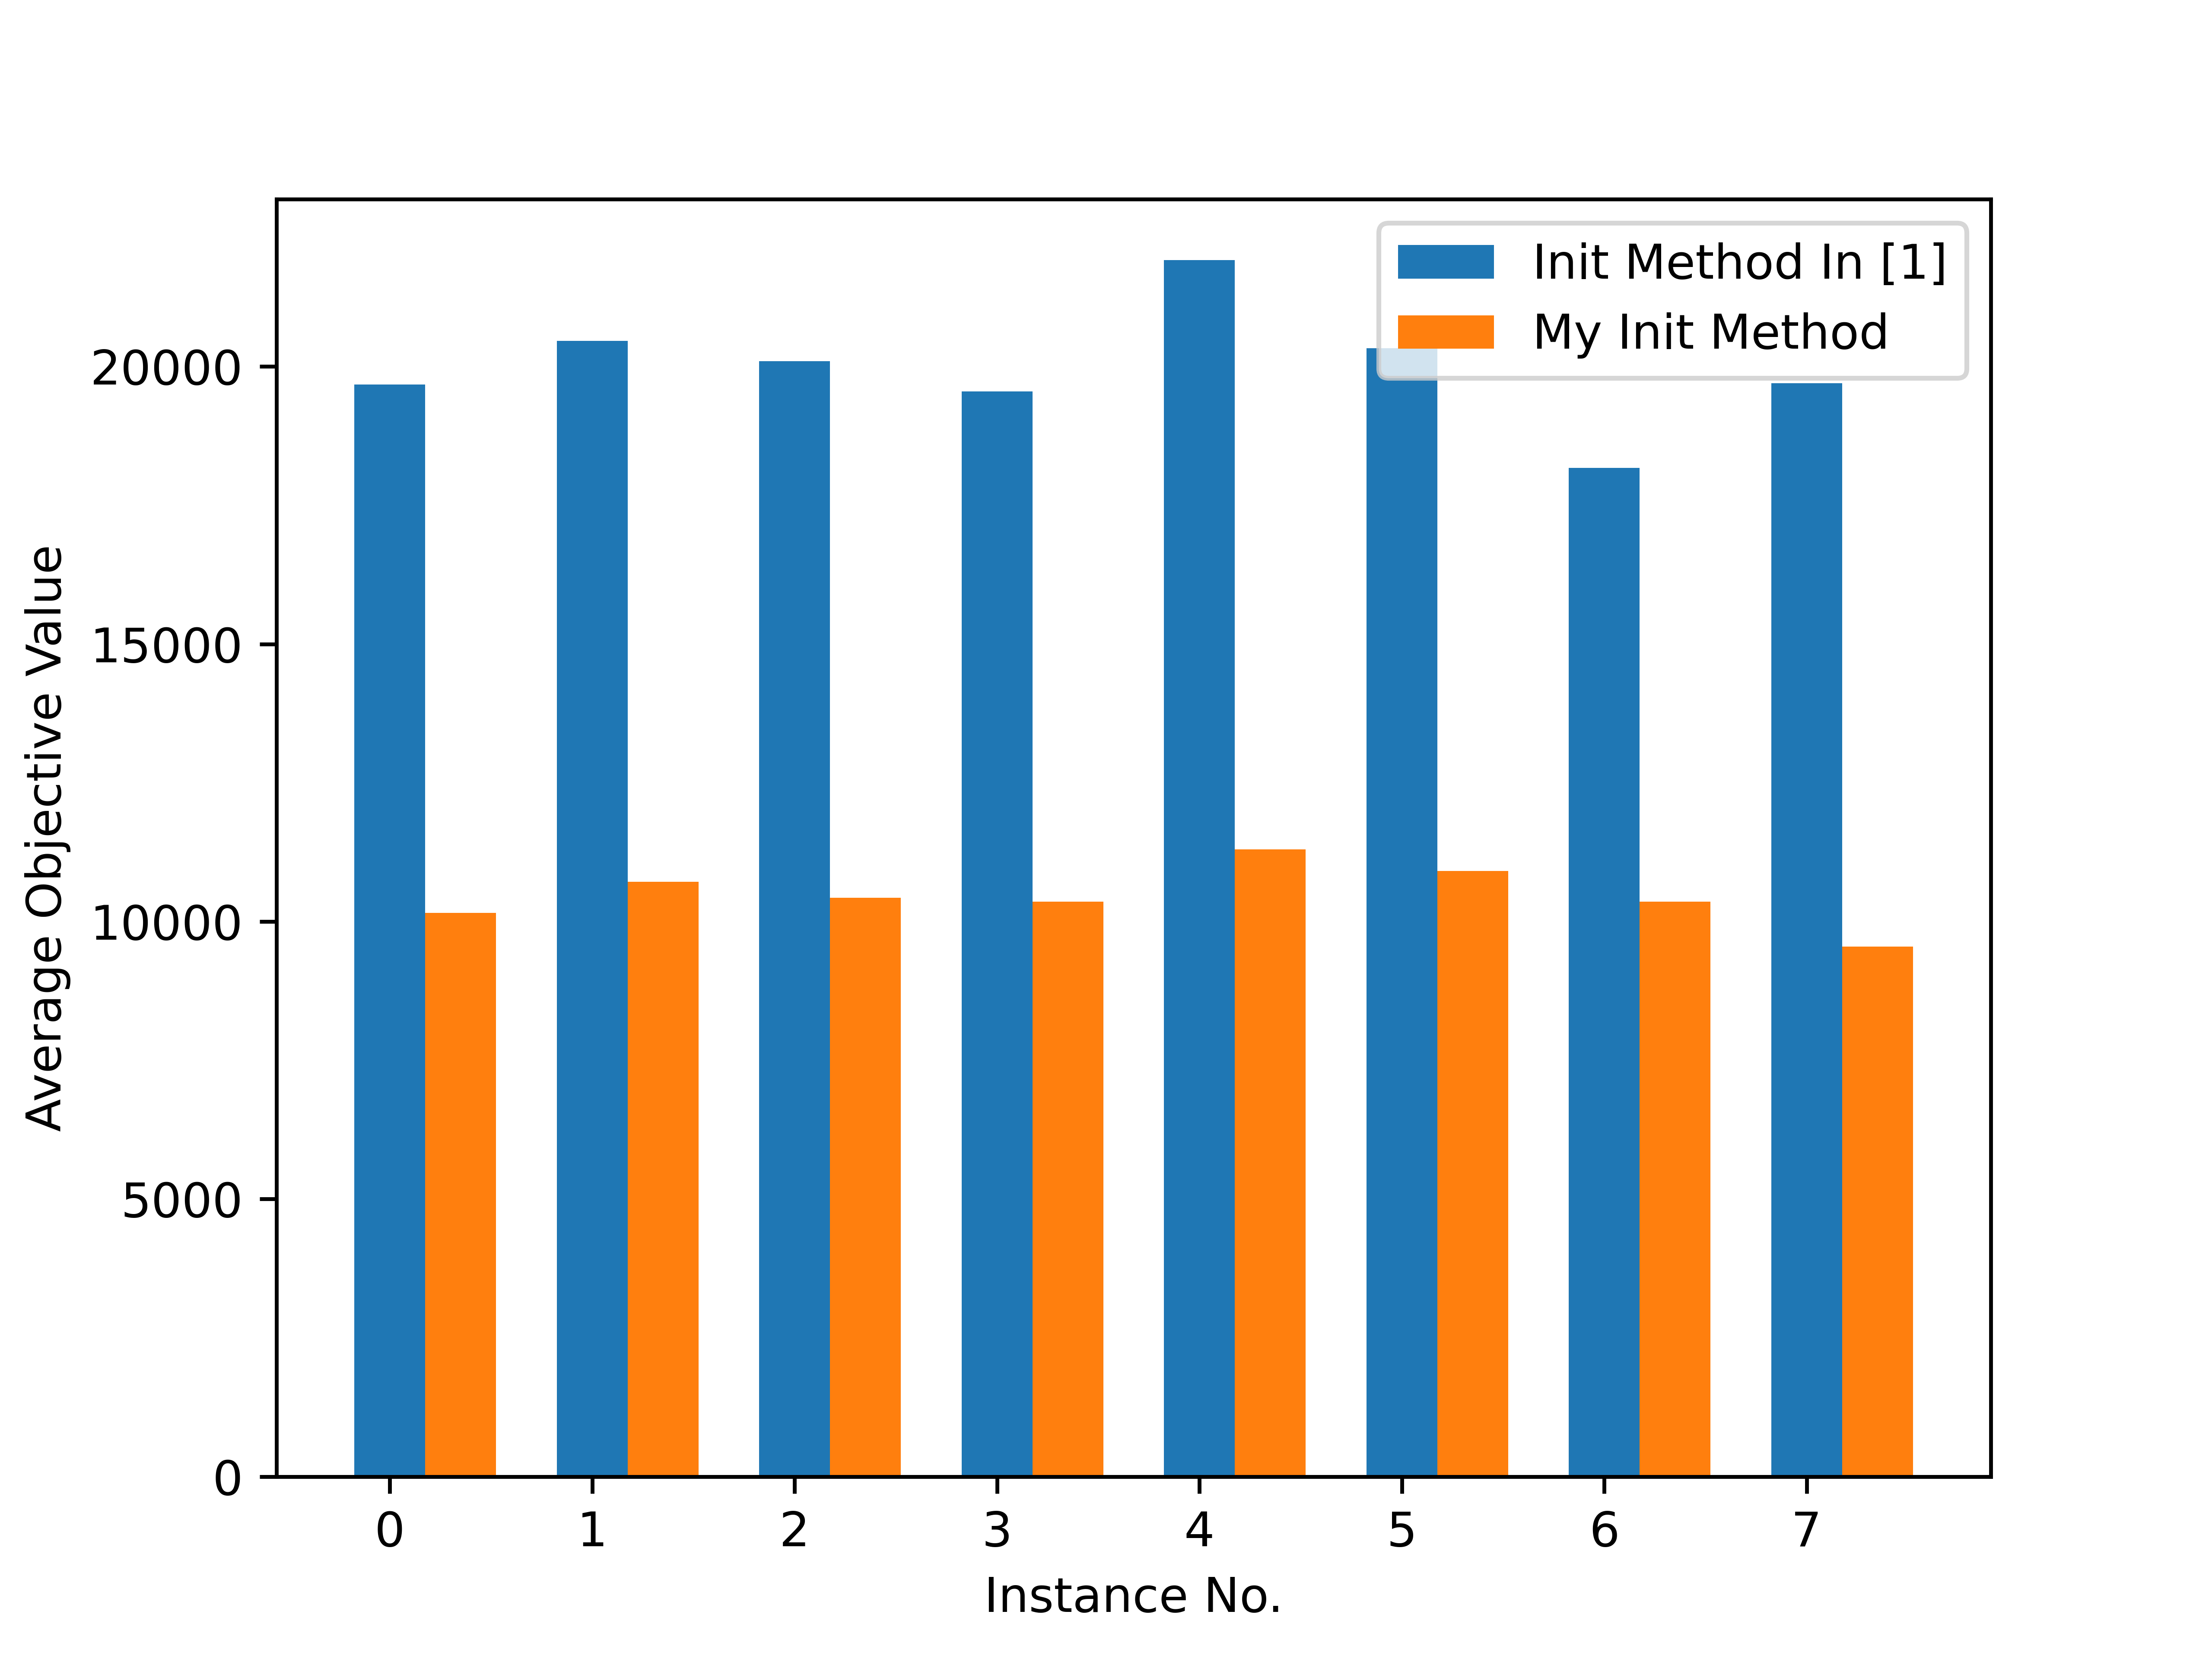 Init Method In [1]
My Init Method
20000
15000
10000
5000
0
Average Objective Value
0 1 2 3 4 5 6 7
Instance No.